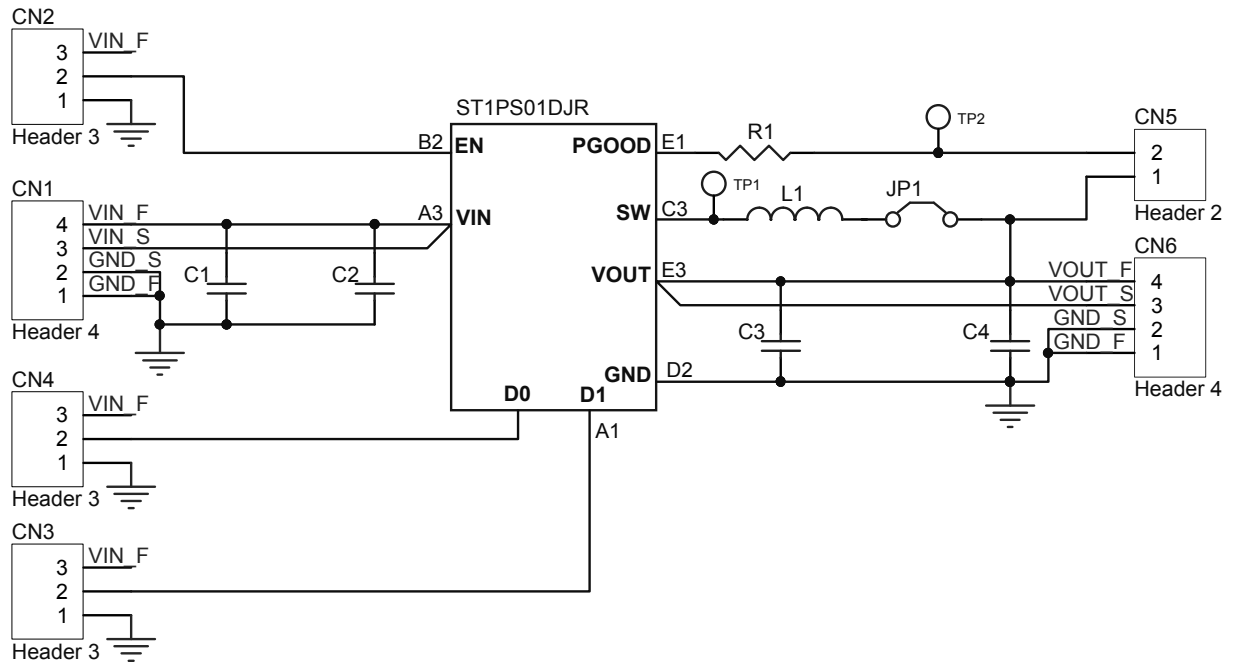 CN2
VIN_F
3
2
1
Header 3
ST1PS01DJR
B2
EN
PGOOD
E1
R1
TP2
CN5
2
1
Header 2
CN1
VIN_F
4
VIN_S
3
GND_S
2
GND_F
1
Header 4
A3
VIN
C1
C2
SW
C3
TP1
L1
JP1
VOUT
E3
CN6
VOUT_F
4
VOUT_S
3
GND_S
2
GND_F
1
Header 4
C3
C4
GND
D2
D0
D1
A1
CN4
VIN_F
3
2
1
Header 3
CN3
VIN_F
3
2
1
Header 3